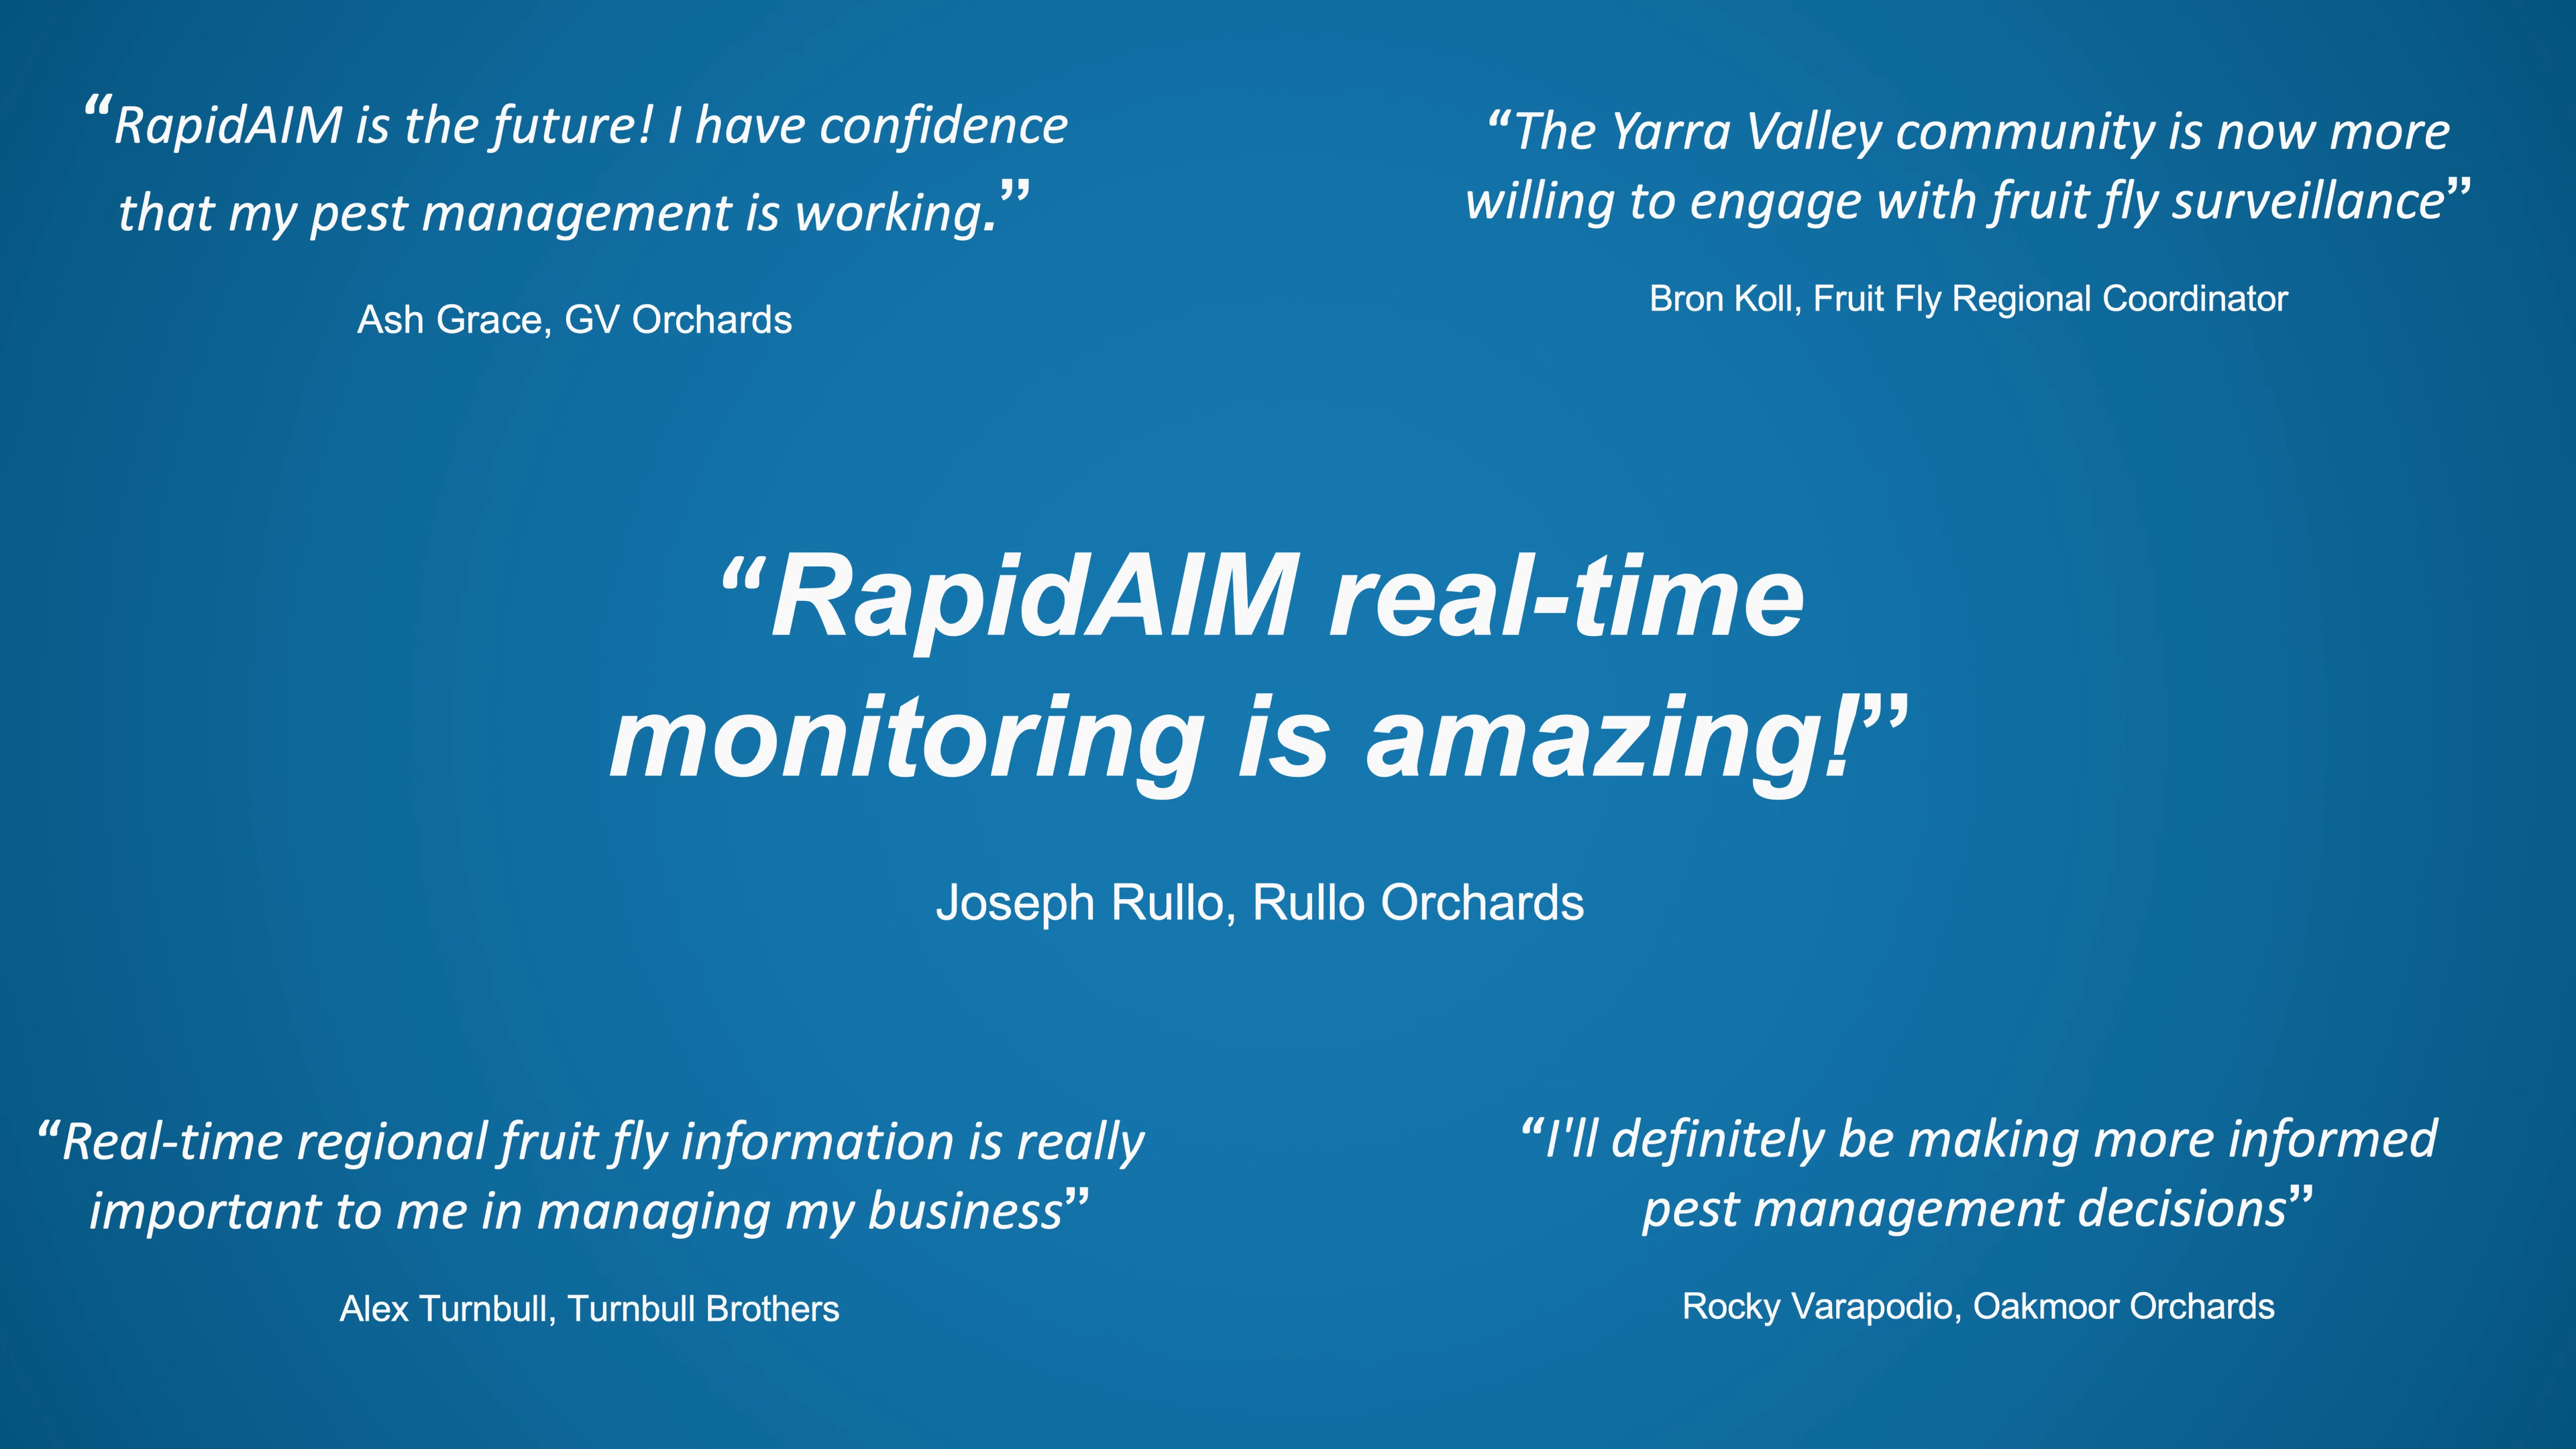 “RapidAIM is the future! I have confidence
that my pest management is working.”
Ash Grace, GV Orchards
“The Yarra Valley community is now more
willing to engage with fruit fly surveillance”
Bron Koll, Fruit Fly Regional Coordinator
“RapidAIM real-time
monitoring is amazing!”
Joseph Rullo, Rullo Orchards
“Real-time regional fruit fly information is really
important to me in managing my business”
Alex Turnbull, Turnbull Brothers
“I'll definitely be making more informed
pest management decisions”
Rocky Varapodio, Oakmoor Orchards